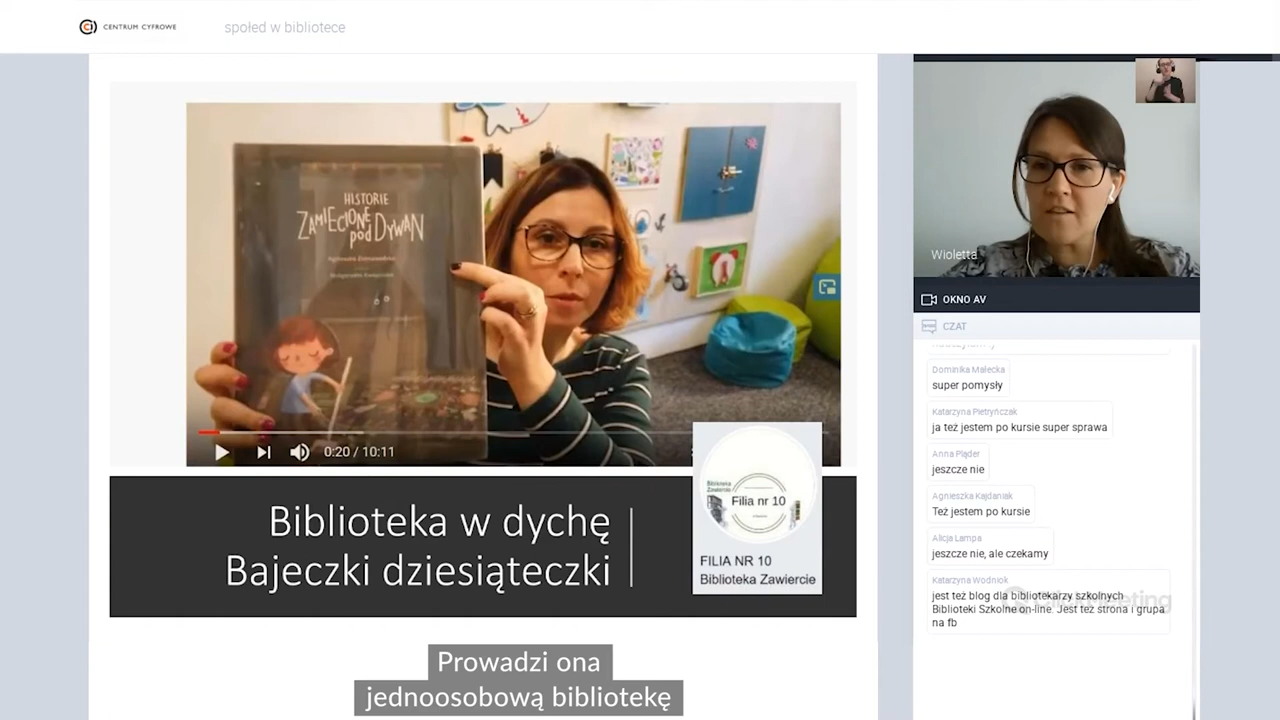 CENTRUM CYFROWE
społed w bibliotece
HISTORIE
ZAMIECIONE
pod DYWAN
0:20 / 10:11
Biblioteka w dychę
Bajeczki dziesiąteczki
Biblioteka
Zawiercie
Filia nr 10
FILIA NR 10
Biblioteka Zawiercie
Prowadzi ona
jednoosobową bibliotekę
Wioletta
OKNO AV
CZAT
Dominika Małecka
super pomysły
Katarzyna Pietryńczak
ja też jestem po kursie super sprawa
Anna Pląder
jeszcze nie
Agnieszka Kajdaniak
Też jestem po kursie
Alicja Lampa
jeszcze nie, ale czekamy
Katarzyna Wodniok
jest też blog dla bibliotekarzy szkolnych
Biblioteki Szkolne on-line. Jest też strona i grupa
na fb